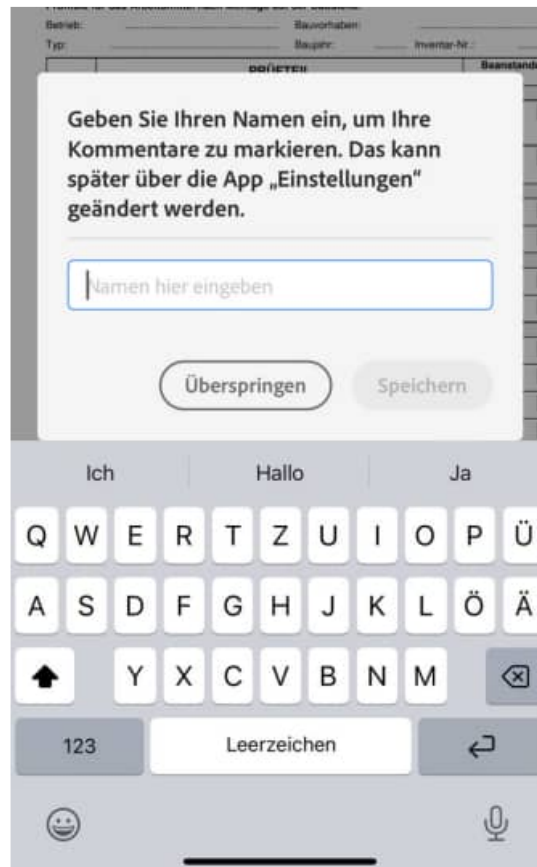 Betrieb: Bauvorhaben:
Typ: Baujahr: Inventar-Nr.:
PRÜFTEIL
Geben Sie Ihren Namen ein, um Ihre
Kommentare zu markieren. Das kann
später über die App „Einstellungen“
geändert werden.
Namen hier eingeben
Überspringen Speichern
Ich Hallo Ja
Q W E R T Z U I O P Ü
A S D F G H J K L Ö Ä
Y X C V B N M
123 Leerzeichen